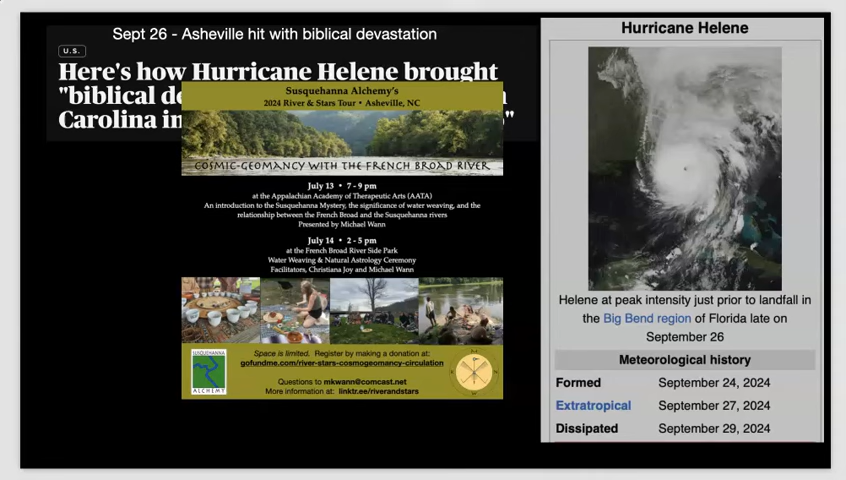 Sept 26 - Asheville hit with biblical devastation
U.S.
Here's how Hurricane Helene brought
"biblical de
Carolina in
"
Susquehanna Alchemy's
2024 River & Stars Tour • Asheville, NC
COSMIC-GEOMANCY WITH THE FRENCH BROAD RIVER
July 13 • 7 - 9 pm
at the Appalachian Academy of Therapeutic Arts (AATA)
An introduction to the Susquehanna Mystery, the significance of water weaving, and the
relationship between the French Broad and the Susquehanna rivers
Presented by Michael Wann
July 14 • 2 - 5 pm
at the French Broad River Side Park
Water Weaving & Natural Astrology Ceremony
Facilitators, Christiana Joy and Michael Wann
SUSQUEHANNA
ALCHEMY
Space is limited, Register by making a donation at:
gofundme.com/river-stars-cosmogeomancy-circulation
Questions to mkwann@comcast.net
More information at: linktr.ee/riverandstars
Hurricane Helene
Helene at peak intensity just prior to landfall in
the Big Bend region of Florida late on
September 26
Meteorological history
Formed September 24, 2024
Extratropical September 27, 2024
Dissipated September 29, 2024